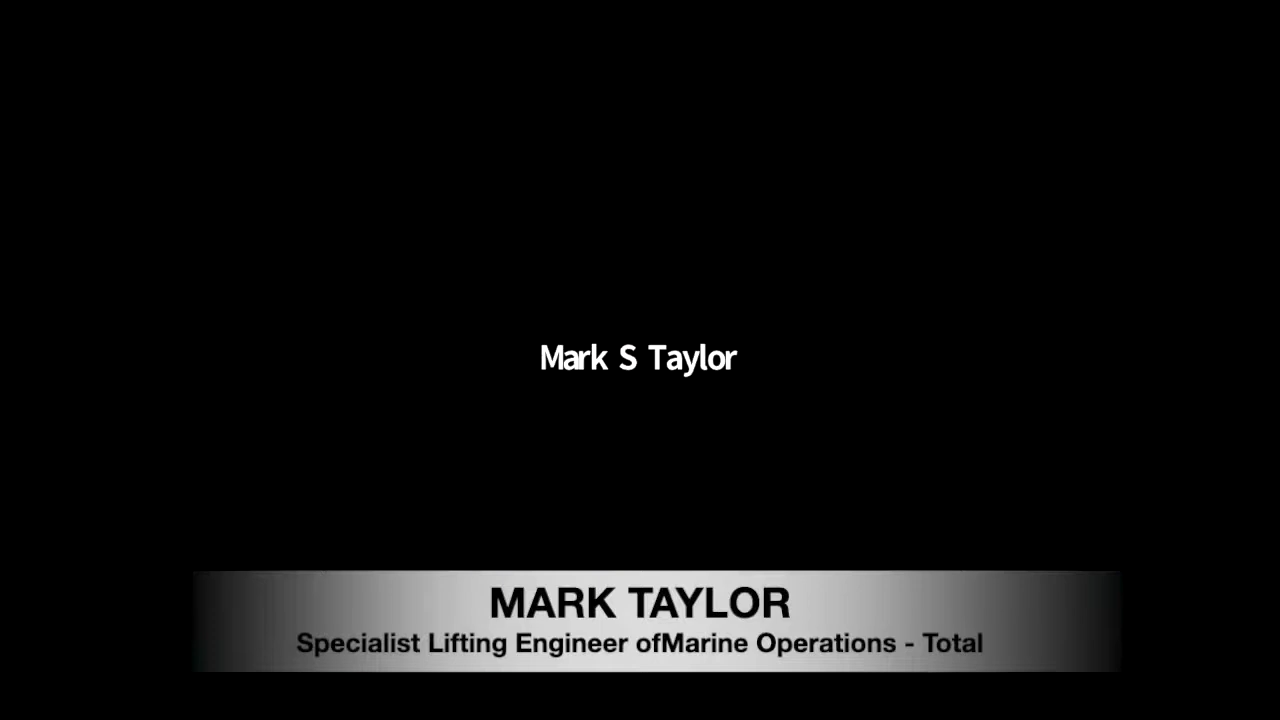 Mark S Taylor
MARK TAYLOR
Specialist Lifting Engineer ofMarine Operations - Total